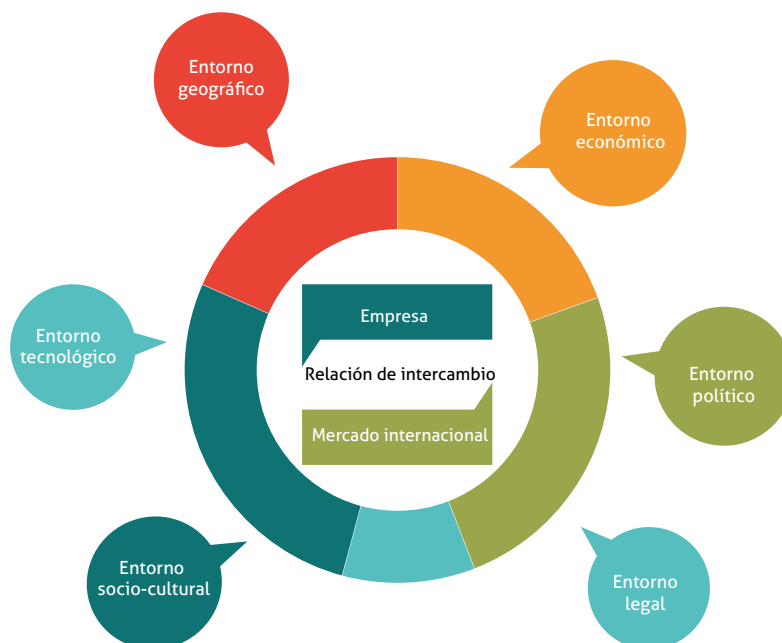 Entorno
geográfico
Entorno
económico
Entorno
tecnológico
Empresa
Relación de intercambio
Mercado internacional
Entorno
político
Entorno
socio-cultural
Entorno
legal